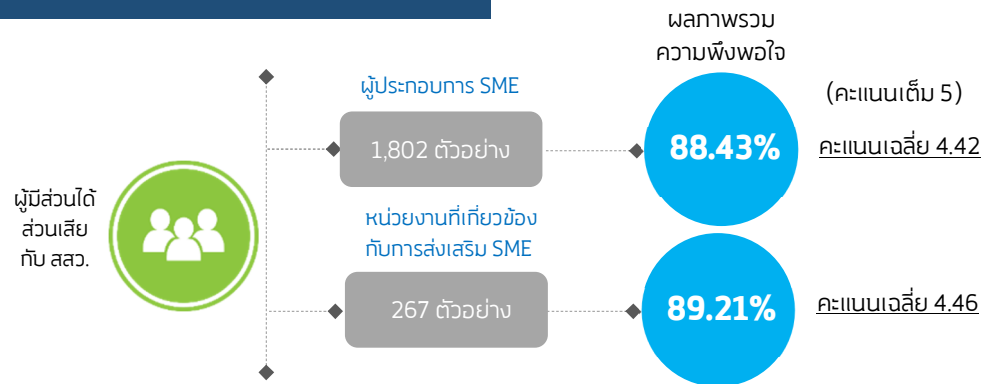 ผลภาพรวม
ความพึงพอใจ
ผู้ประกอบการ SME
(คะแนนเต็ม 5)
1,802 ตัวอย่าง
88.43%
คะแนนเฉลี่ย 4.42
ผู้มีส่วนได้
ส่วนเสีย
กับ สสว.
หน่วยงานที่เกี่ยวข้อง
กับการส่งเสริม SME
267 ตัวอย่าง
89.21%
คะแนนเฉลี่ย 4.46